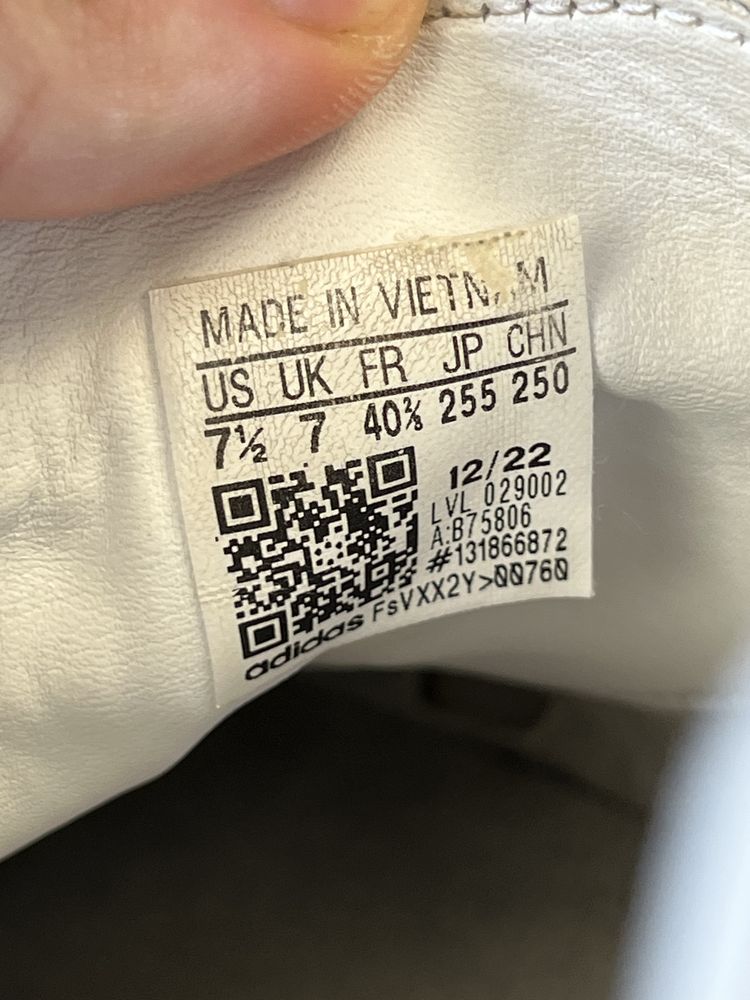 MADE IN VIETNAM
US UK FR JP CHN
7½ 7 40⅔ 255 250
12/22
LVL 029002
A:B75806
#131866872
adidas FsVXX2Y>00760